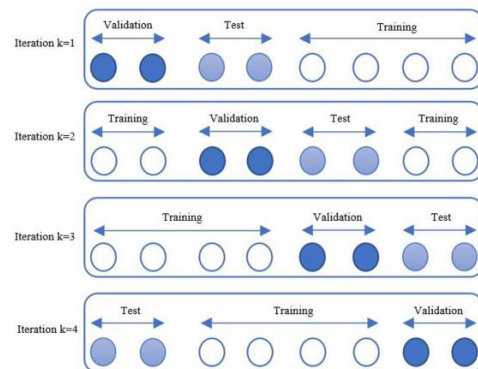 Validation Test Training
Iteration k=1
Training Validation Test Training
Iteration k=2
Training Validation Test
Iteration k=3
Test Training Validation
Iteration k=4